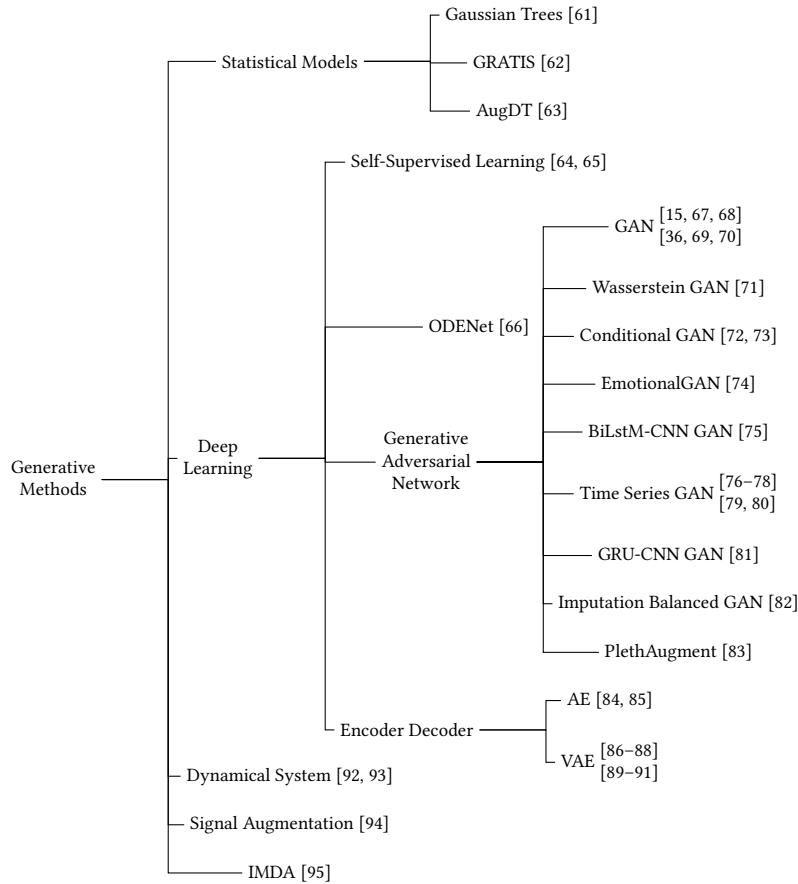 Gaussian Trees [61]
Statistical Models
GRATIS [62]
AugDT [63]
Self-Supervised Learning [64, 65]
GAN [15, 67, 68]
[36, 69, 70]
Wasserstein GAN [71]
ODENet [66]
Conditional GAN [72, 73]
EmotionalGAN [74]
BiLstM-CNN GAN [75]
Generative
Adversarial
Network
Deep
Learning
Generative
Methods
Time Series GAN [76–78]
[79, 80]
GRU-CNN GAN [81]
Imputation Balanced GAN [82]
PlethAugment [83]
AE [84, 85]
Encoder Decoder
VAE [86–88]
[89–91]
Dynamical System [92, 93]
Signal Augmentation [94]
IMDA [95]